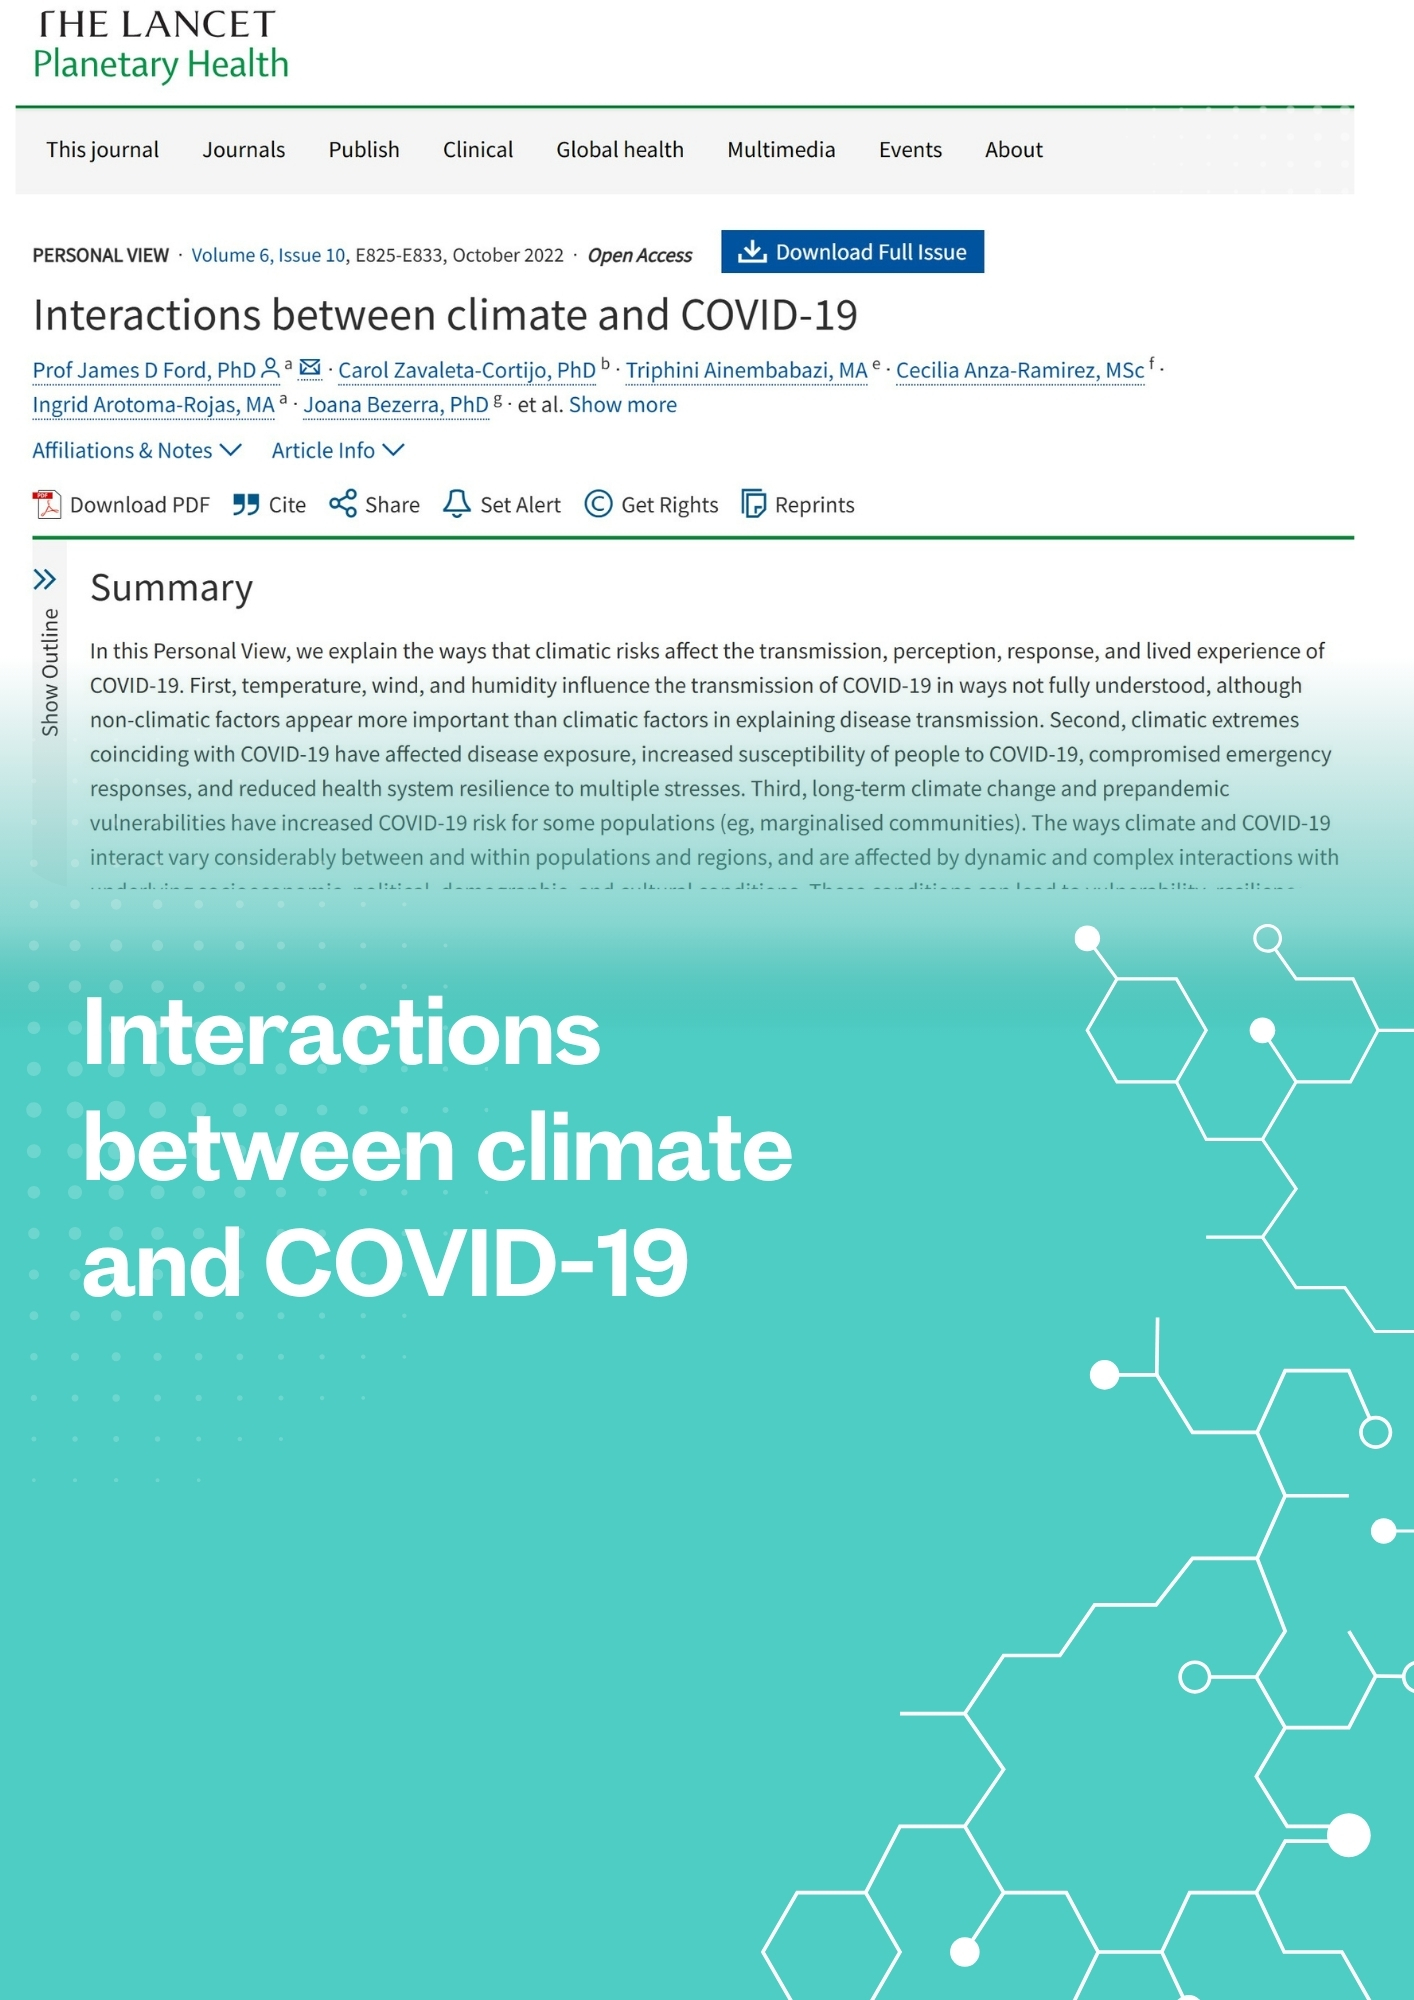 THE LANCET
Planetary Health
This journal Journals Publish Clinical Global health Multimedia Events About
PERSONAL VIEW · Volume 6, Issue 10, E825-E833, October 2022 · Open Access Download Full Issue
Interactions between climate and COVID-19
Prof James D Ford, PhD a · Carol Zavaleta-Cortijo, PhD b · Triphini Ainembabazi, MA e · Cecilia Anza-Ramirez, MSc f ·
Ingrid Arotoma-Rojas, MA a · Joana Bezerra, PhD g · et al. Show more
Affiliations & Notes Article Info
Download PDF Cite Share Set Alert Get Rights Reprints
Show Outline
Summary
In this Personal View, we explain the ways that climatic risks affect the transmission, perception, response, and lived experience of
COVID-19. First, temperature, wind, and humidity influence the transmission of COVID-19 in ways not fully understood, although
non-climatic factors appear more important than climatic factors in explaining disease transmission. Second, climatic extremes
coinciding with COVID-19 have affected disease exposure, increased susceptibility of people to COVID-19, compromised emergency
responses, and reduced health system resilience to multiple stresses. Third, long-term climate change and prepandemic
vulnerabilities have increased COVID-19 risk for some populations (eg, marginalised communities). The ways climate and COVID-19
interact vary considerably between and within populations and regions, and are affected by dynamic and complex interactions with
Interactions
between climate
and COVID-19